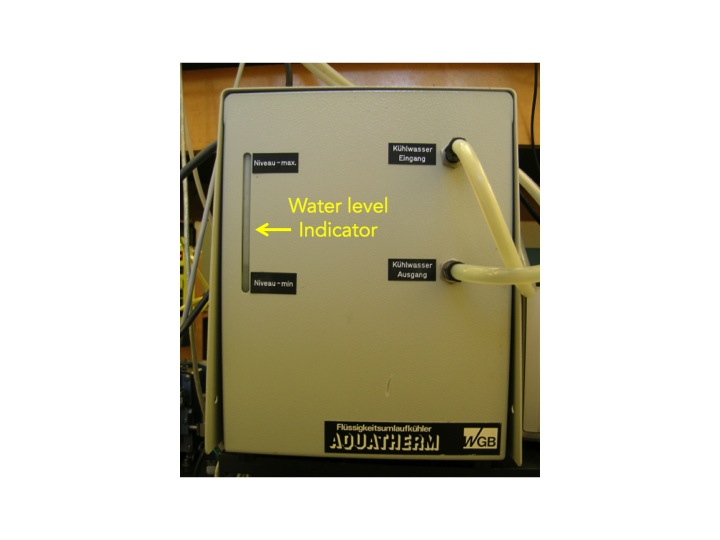 Niveau-max.
Kühlwasser
Eingang
Water level
Indicator
Kühlwasser
Ausgang
Niveau-min
Flüssigkeitsumlaufkühler
AQUATHERM
WGB